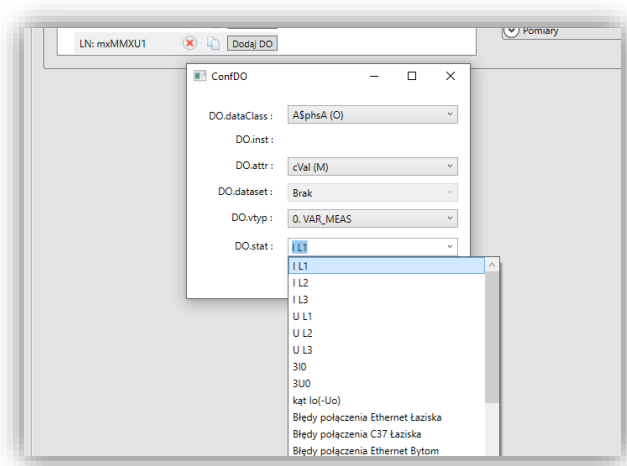 Pomiary
LN: mxMMXU1 Dodaj DO
ConfDO
DO.dataClass : A$phsA (O)
DO.inst :
DO.attr : cVal (M)
DO.dataset : Brak
DO.vtyp : 0. VAR_MEAS
DO.stat : I L1
I L1
I L2
I L3
U L1
U L2
U L3
3I0
3U0
kąt Io(-Uo)
Błędy połączenia Ethernet Łaziska
Błędy połączenia C37 Łaziska
Błędy połączenia Ethernet Bytom